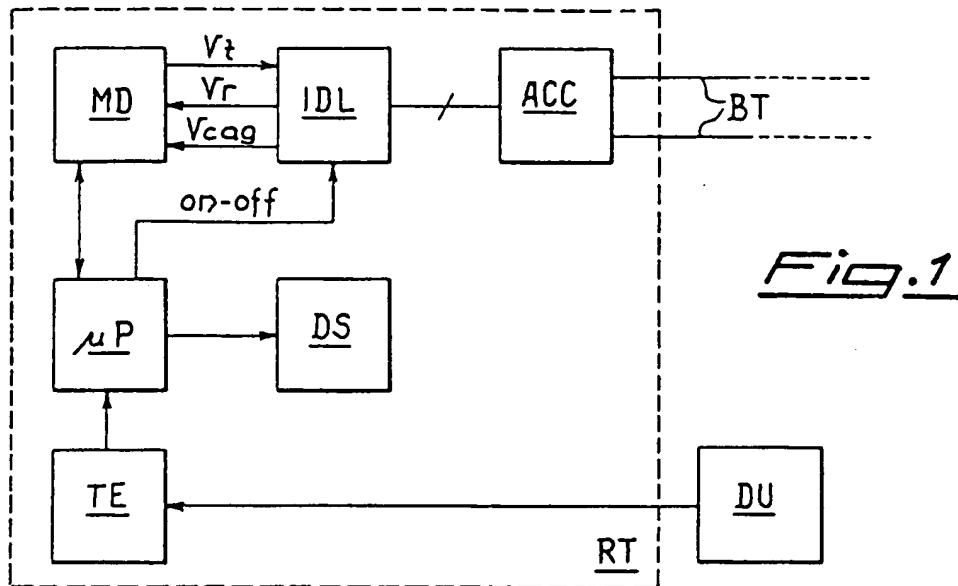 Vt
MD
IDL
ACC
Vr
BT
Vcag
on-off
Fig.1
μP
DS
TE
DU
RT